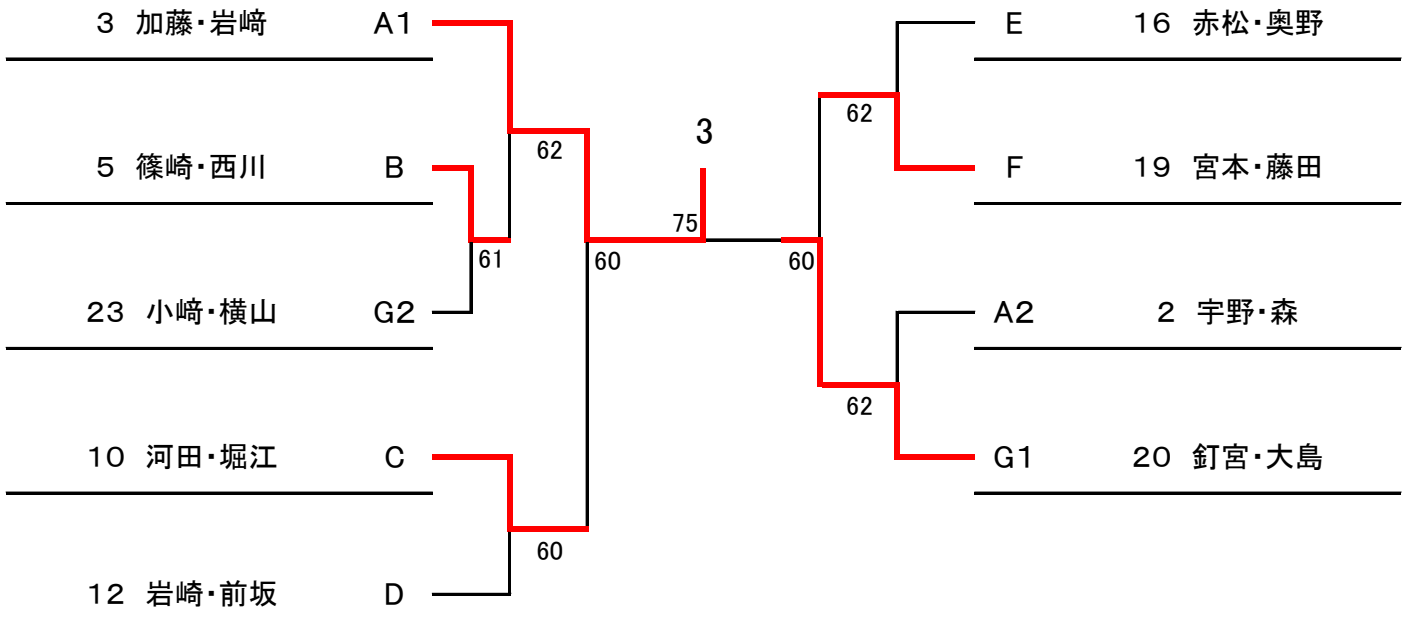 ３ 加藤・岩﨑 A1
62
５ 篠崎・西川 B
61
２３ 小﨑・横山 G2
60
１０ 河田・堀江 C
60
１２ 岩崎・前坂 D
3
75
E １６ 赤松・奥野
62
F １９ 宮本・藤田
60
A2 ２ 宇野・森
62
G1 ２０ 釘宮・大島